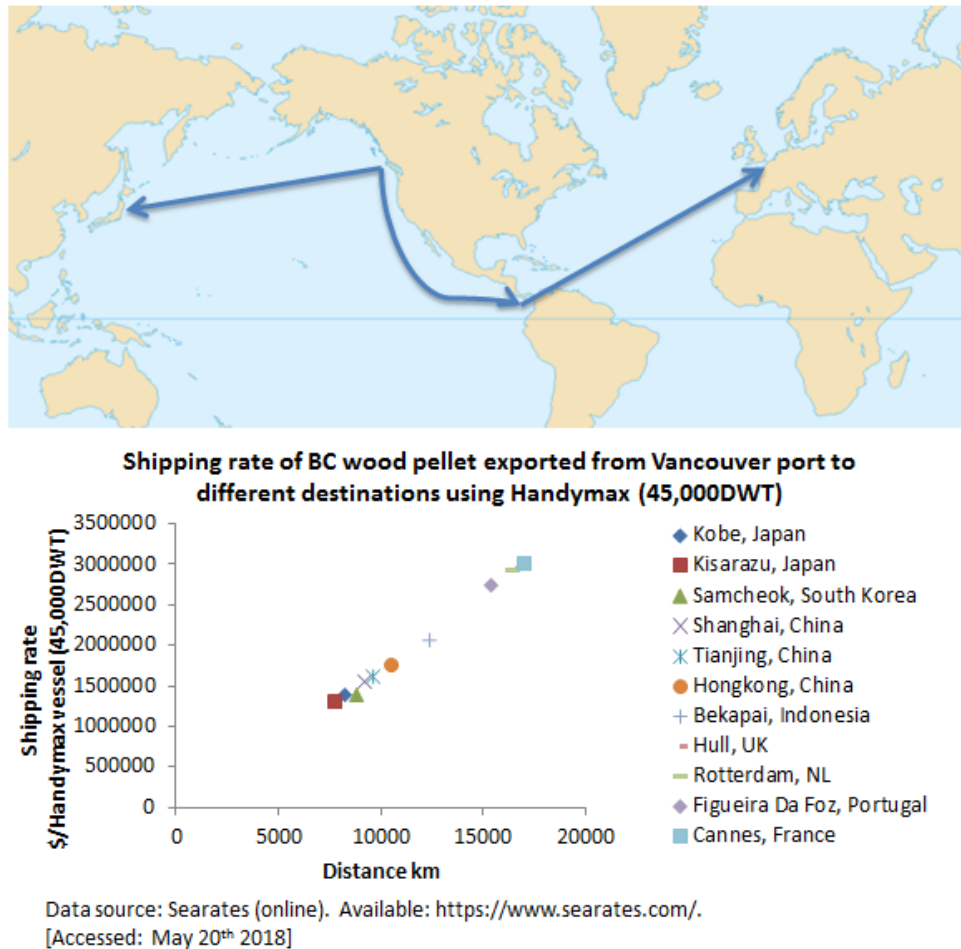 Shipping rate of BC wood pellet exported from Vancouver port to
different destinations using Handymax (45,000DWT)
Shipping rate
$/Handymax vessel (45,000DWT)
3500000
3000000
2500000
2000000
1500000
1000000
500000
0
0 5000 10000 15000 20000
Distance km
Kobe, Japan
Kisarazu, Japan
Samcheok, South Korea
Shanghai, China
Tianjing, China
Hongkong, China
Bekapai, Indonesia
Hull, UK
Rotterdam, NL
Figueira Da Foz, Portugal
Cannes, France
Data source: Searates (online). Available: https://www.searates.com/.
[Accessed: May 20th 2018]